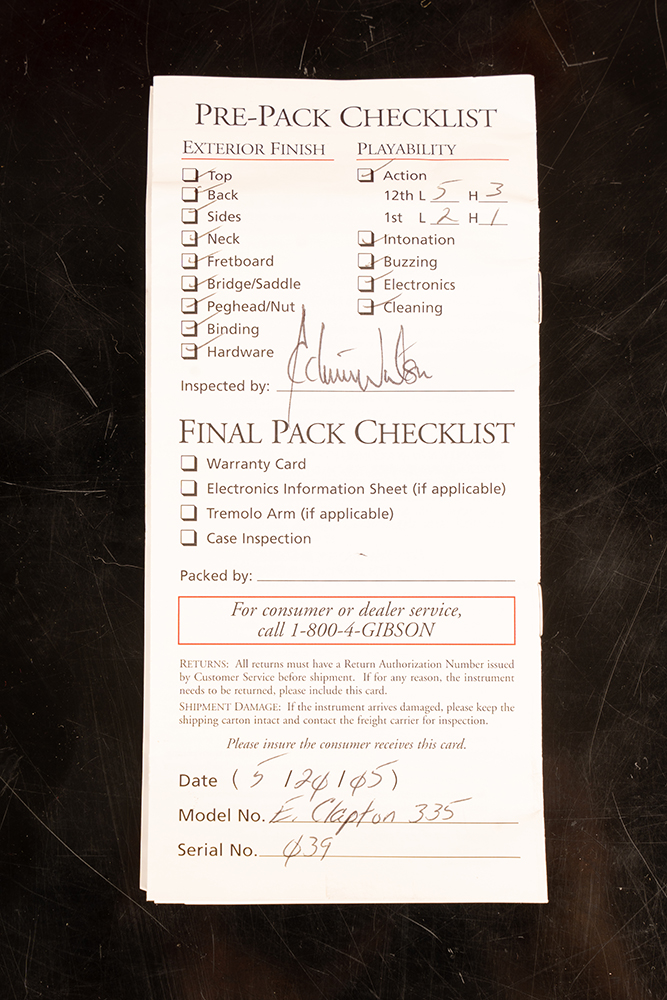 PRE-PACK CHECKLIST
EXTERIOR FINISH
Top
Back
Sides
Neck
Fretboard
Bridge/Saddle
Peghead/Nut
Binding
Hardware
PLAYABILITY
Action
12th L 5 H 3
1st L 2 H 1
Intonation
Buzzing
Electronics
Cleaning
Inspected by:
FINAL PACK CHECKLIST
Warranty Card
Electronics Information Sheet (if applicable)
Tremolo Arm (if applicable)
Case Inspection
Packed by:
For consumer or dealer service,
call 1-800-4-GIBSON
RETURNS: All returns must have a Return Authorization Number issued
by Customer Service before shipment. If for any reason, the instrument
needs to be returned, please include this card.
SHIPMENT DAMAGE: If the instrument arrives damaged, please keep the
shipping carton intact and contact the freight carrier for inspection.
Please insure the consumer receives this card.
Date (5 / 20 / 05)
Model No. E. Clapton 335
Serial No. 039